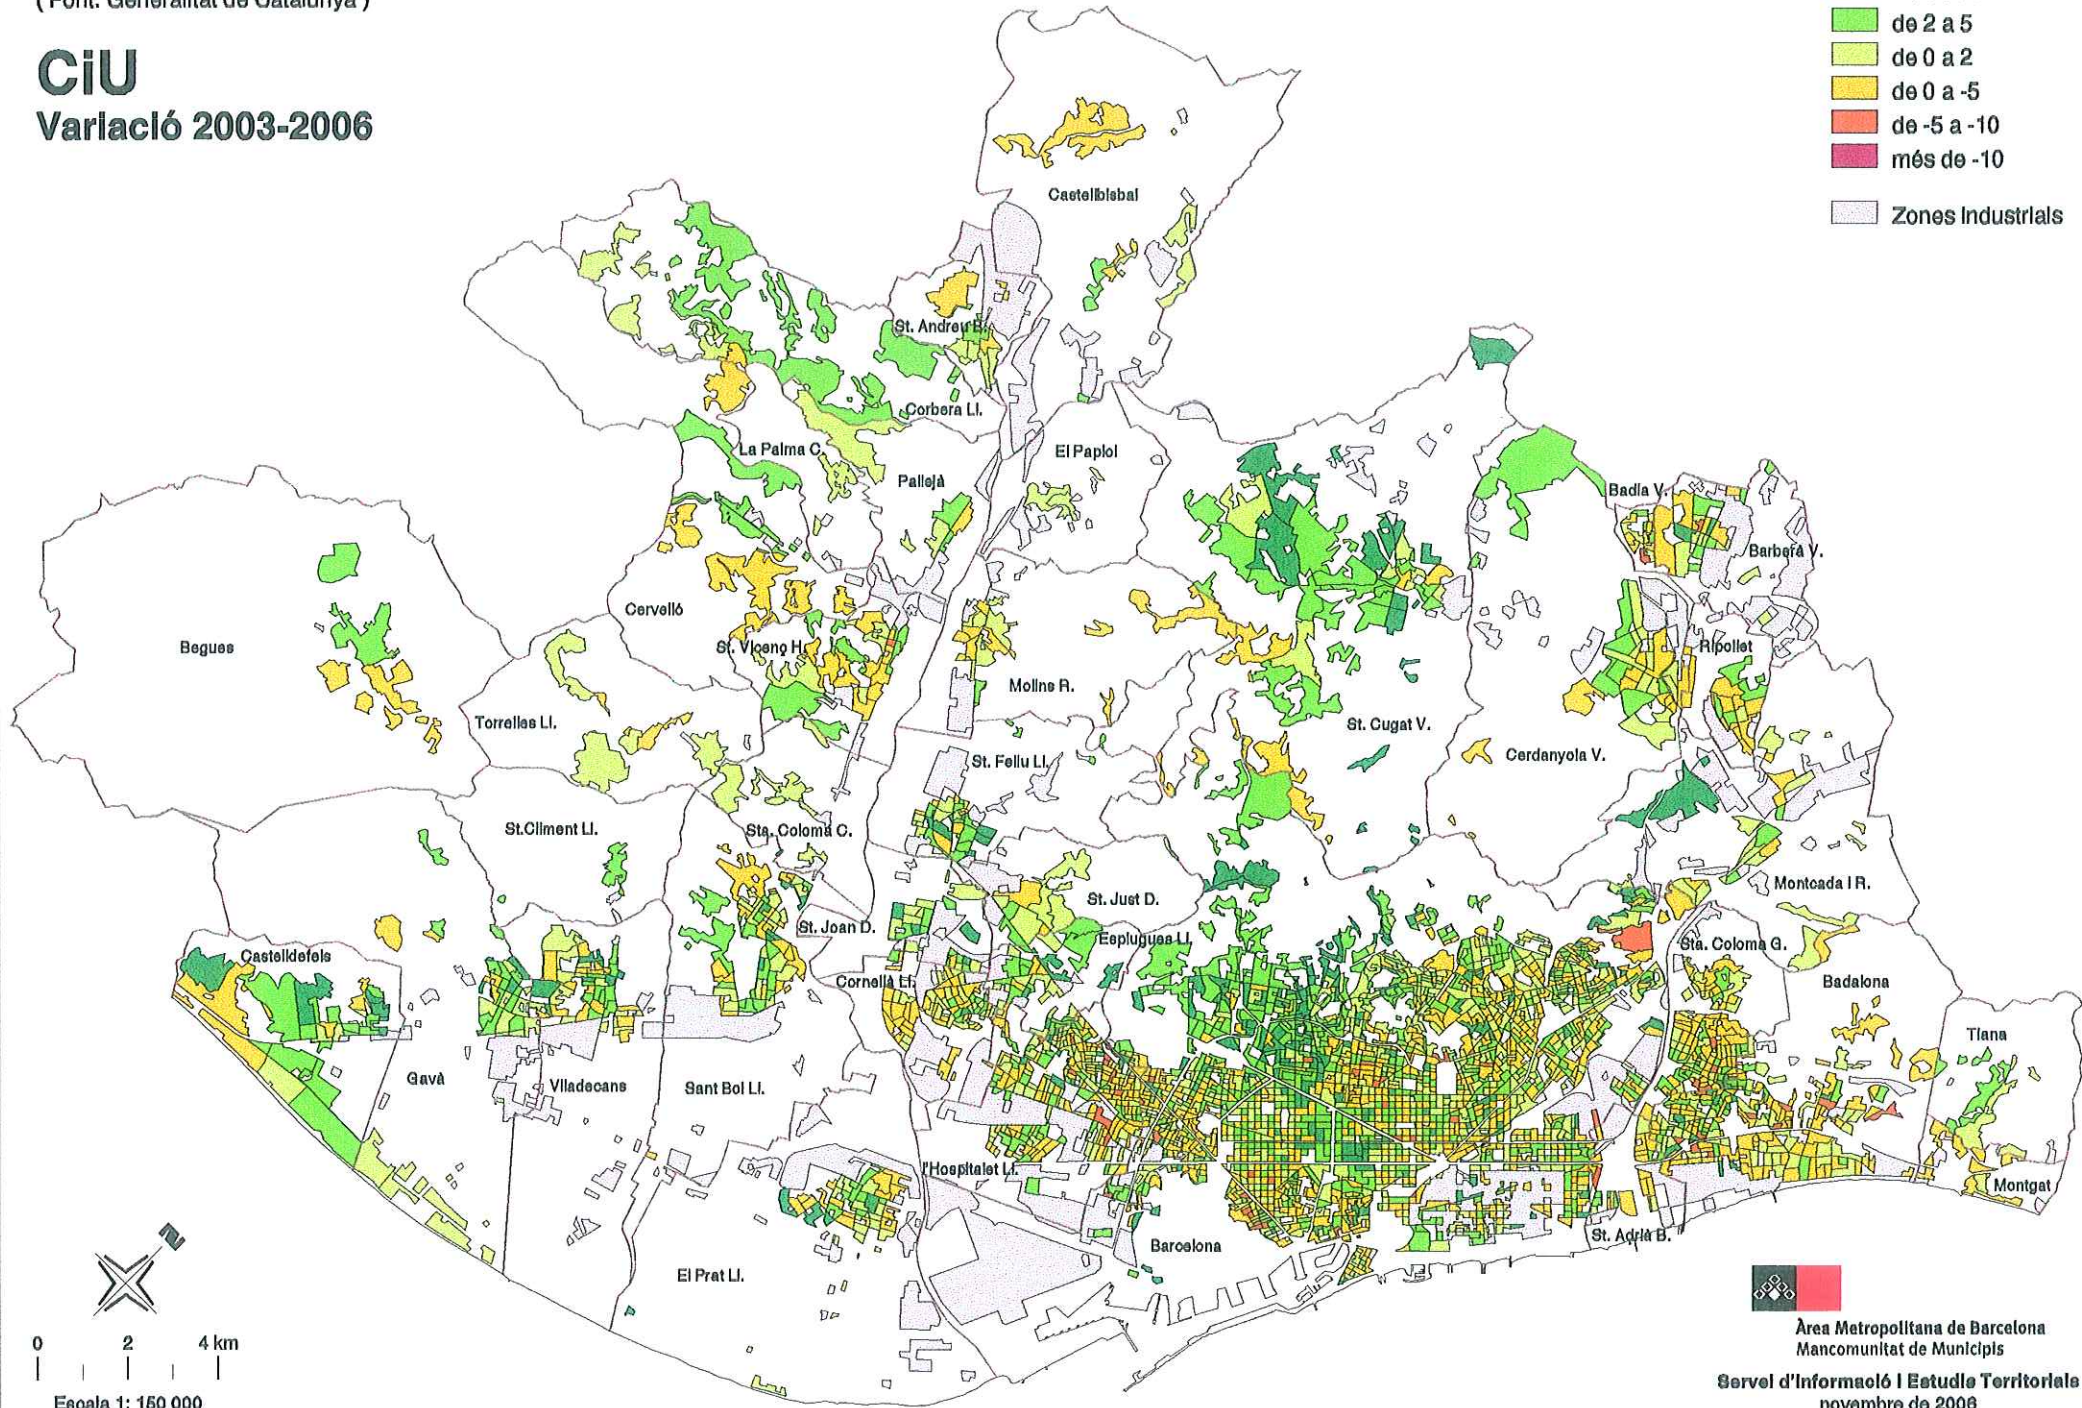 ( Font: Generalitat de Catalunya )
CiU
Variació 2003-2006
de 2 a 5
de 0 a 2
de 0 a -5
de -5 a -10
més de -10
Zones Industrials
Castellbisbal
St. Andreu B.
Corbera Ll.
La Palma C.
El Papiol
Pallejà
Badia V.
Barberà V.
Cervelló
Begues
St. Vicenç H.
Ripollet
Molins R.
Torrelles Ll.
St. Cugat V.
Cerdanyola V.
St. Feliu Ll.
St.Climent Ll.
Sta. Coloma C.
Montcada I R.
St. Just D.
St. Joan D.
Esplugues Ll.
Sta. Coloma G.
Castelldefels
Cornellà Ll.
Badalona
Tiana
Gavà
Viladecans
Sant Boi Ll.
l'Hospitalet Ll.
Montgat
St. Adrià B.
Barcelona
El Prat Ll.
N
0 2 4 km
Escala 1: 150 000
Àrea Metropolitana de Barcelona
Mancomunitat de Municipis
Servei d'Informació i Estudis Territorials
novembre de 2006